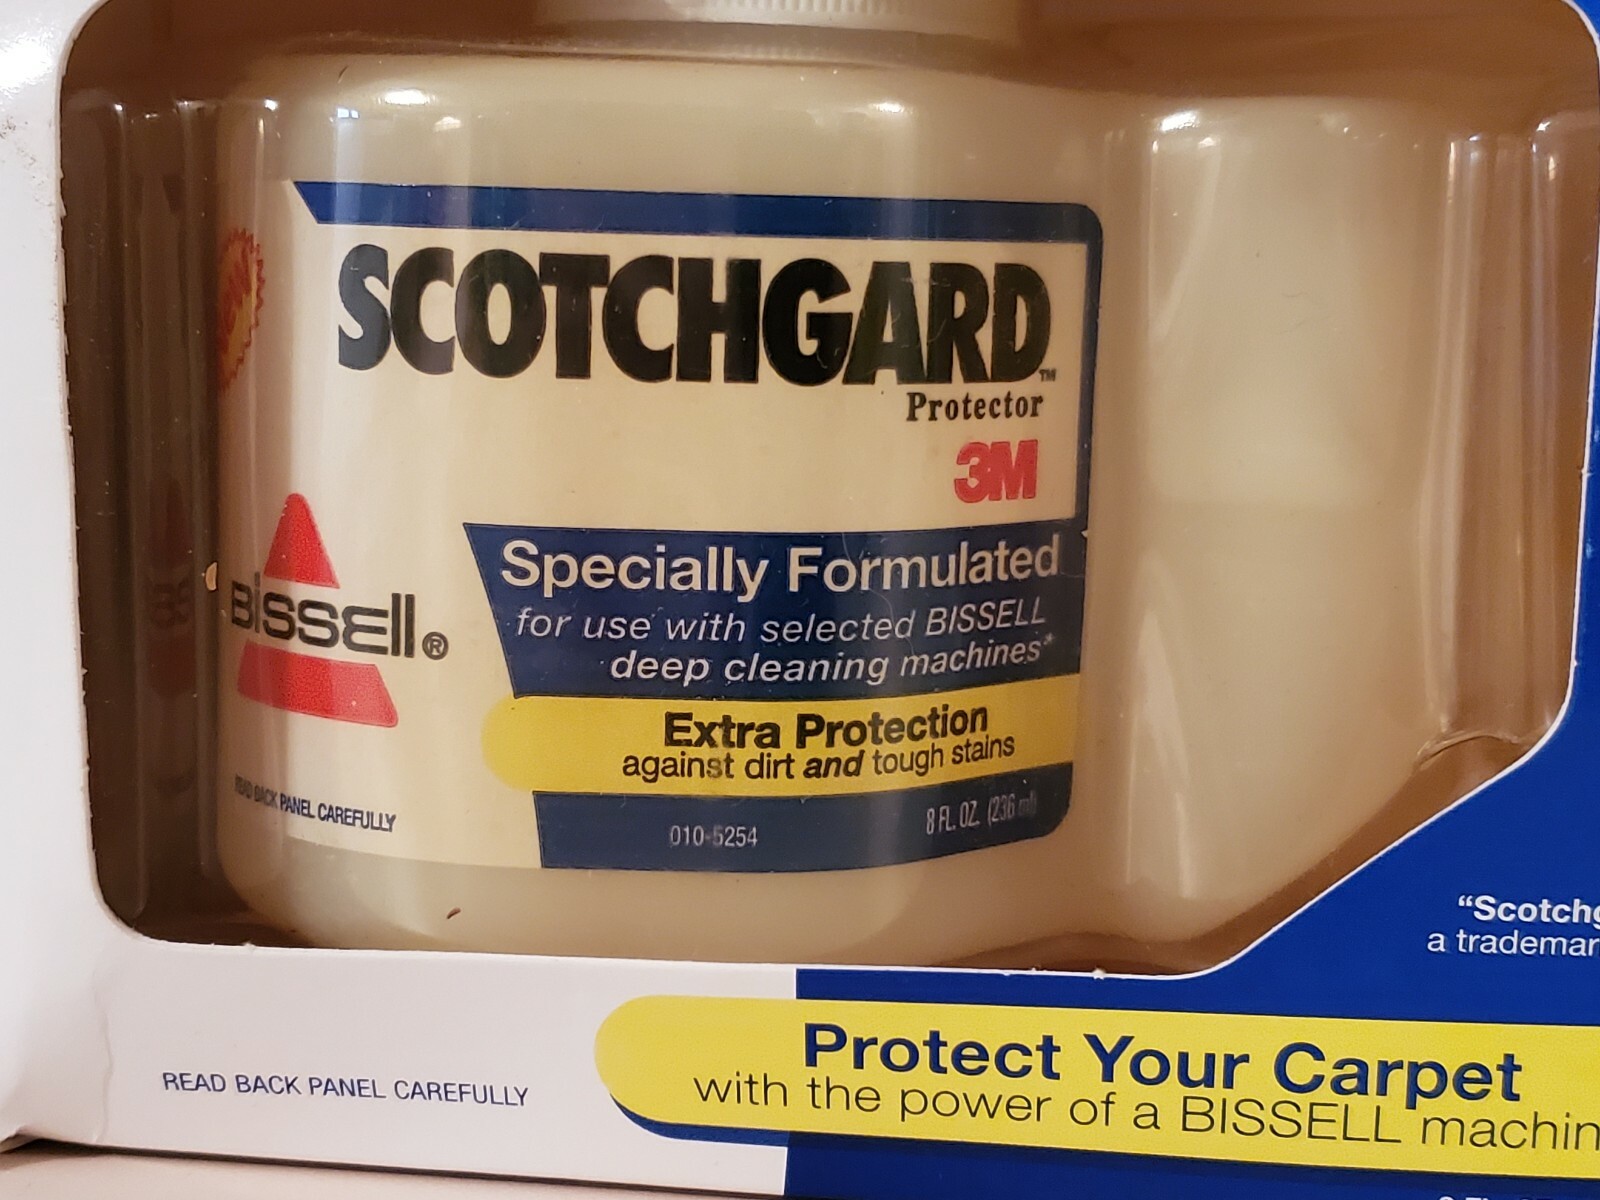 NEW
SCOTCHGARD™
Protector
3M
Bissell®
Specially Formulated
for use with selected BISSELL
deep cleaning machines*
Extra Protection
against dirt and tough stains
READ BACK PANEL CAREFULLY
010-5254
8 FL. OZ. (236 ml)
"Scotchg
a trademar
Protect Your Carpet
with the power of a BISSELL machin
READ BACK PANEL CAREFULLY